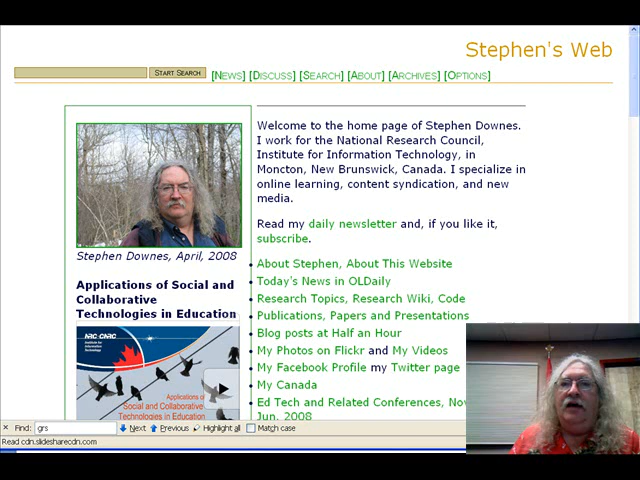 Stephen's Web
START SEARCH [NEWS] [DISCUSS] [SEARCH] [ABOUT] [ARCHIVES] [OPTIONS]
Stephen Downes, April, 2008
Applications of Social and
Collaborative
Technologies in Education
NRC CNRC
Institute for
Information
Technology
Applications of
Social and Collaborative
Technologies in Education
Welcome to the home page of Stephen Downes.
I work for the National Research Council,
Institute for Information Technology, in
Moncton, New Brunswick, Canada. I specialize in
online learning, content syndication, and new
media.
Read my daily newsletter and, if you like it,
subscribe.
About Stephen, About This Website
Today's News in OLDaily
Research Topics, Research Wiki, Code
Publications, Papers and Presentations
Blog posts at Half an Hour
My Photos on Flickr and My Videos
My Facebook Profile my Twitter page
My Canada
Ed Tech and Related Conferences, Nov
Jun. 2008
Find: grs Next Previous Highlight all Match case
Read cdn.slidesharecdn.com